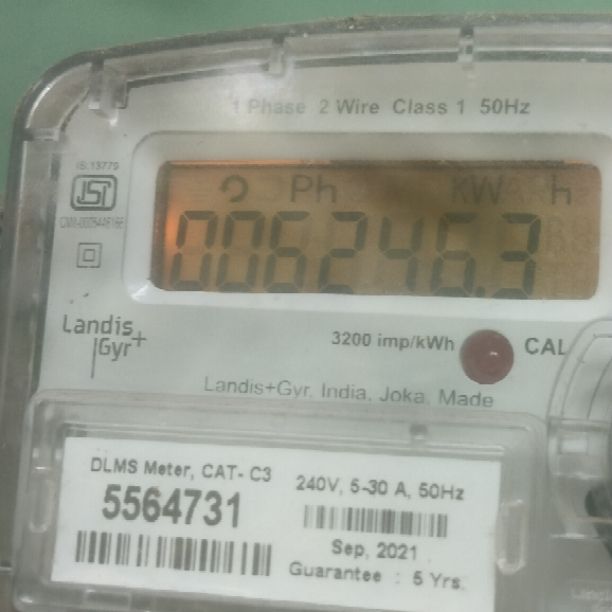 1 Phase 2 Wire Class 1 50Hz
IS:13779
Ph kW h
006246.3
3200 imp/kWh
CAL
Landis
|Gyr+
Landis+Gyr, India, Joka, Made
DLMS Meter, CAT- C3
5564731
240V, 5-30 A, 50Hz
Sep, 2021
Guarantee : 5 Yrs.